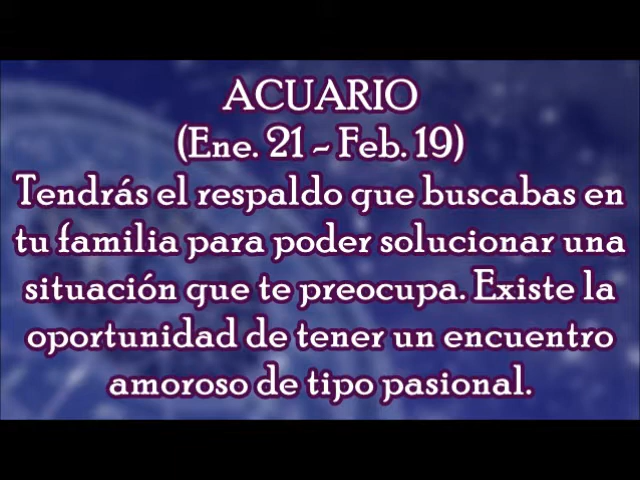 ACUARIO
(Ene. 21 - Feb. 19)
Tendrás el respaldo que buscabas en
tu familia para poder solucionar una
situación que te preocupa. Existe la
oportunidad de tener un encuentro
amoroso de tipo pasional.